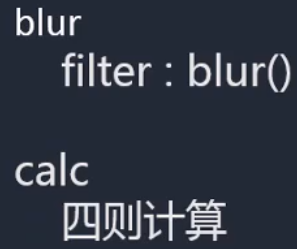 blur
filter : blur()
calc
四则计算